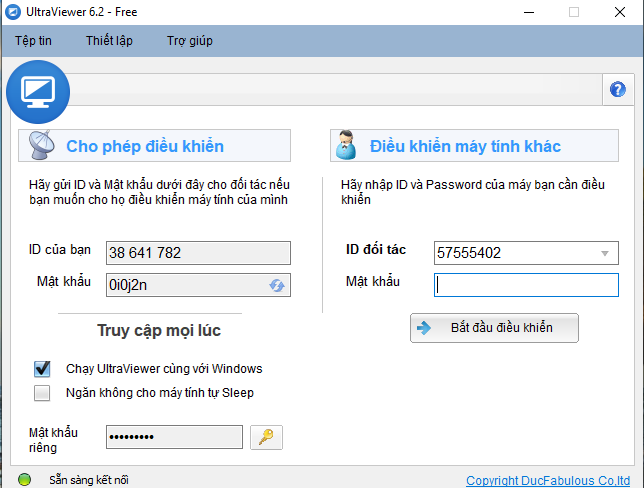 UltraViewer 6.2 - Free
Tệp tin Thiết lập Trợ giúp
Cho phép điều khiển
Hãy gửi ID và Mật khẩu dưới đây cho đối tác nếu
bạn muốn cho họ điều khiển máy tính của mình
ID của bạn 38 641 782
Mật khẩu 0i0j2n
Truy cập mọi lúc
Chạy UltraViewer cùng với Windows
Ngăn không cho máy tính tự Sleep
Mật khẩu
riêng •••••••••
Điều khiển máy tính khác
Hãy nhập ID và Password của máy bạn cần điều
khiển
ID đối tác 57555402
Mật khẩu
Bắt đầu điều khiển
Sẵn sàng kết nối
Copyright DucFabulous Co,ltd